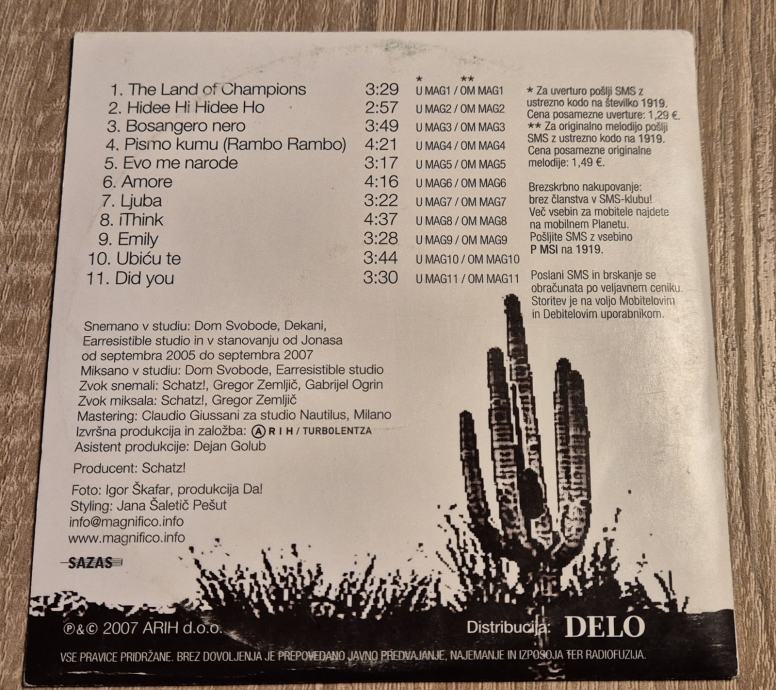 * **
1. The Land of Champions 3:29 U MAG1 / OM MAG1
2. Hidee Hi Hidee Ho 2:57 U MAG2 / OM MAG2
3. Bosangero nero 3:49 U MAG3 / OM MAG3
4. Pismo kumu (Rambo Rambo) 4:21 U MAG4 / OM MAG4
5. Evo me narode 3:17 U MAG5 / OM MAG5
6. Amore 4:16 U MAG6 / OM MAG6
7. Ljuba 3:22 U MAG7 / OM MAG7
8. iThink 4:37 U MAG8 / OM MAG8
9. Emily 3:28 U MAG9 / OM MAG9
10. Ubiću te 3:44 U MAG10 / OM MAG10
11. Did you 3:30 U MAG11 / OM MAG11
* Za uverturo pošlji SMS z
ustrezno kodo na številko 1919.
Cena posamezne uverture: 1,29 €.
** Za originalno melodijo pošlji
SMS z ustrezno kodo na 1919.
Cena posamezne originalne
melodije: 1,49 €.
Brezskrbno nakupovanje:
brez članstva v SMS-klubu!
Več vsebin za mobitele najdete
na mobilnem Planetu.
Pošljite SMS z vsebino
P MSI na 1919.
Poslani SMS in brskanje se
obračunata po veljavnem ceniku.
Storitev je na voljo Mobitelovim
in Debitelovim uporabnikom.
Snemano v studiu: Dom Svobode, Dekani,
Earresistible studio in v stanovanju od Jonasa
od septembra 2005 do septembra 2007
Miksano v studiu: Dom Svobode, Earresistible studio
Zvok snemali: Schatz!, Gregor Zemljič, Gabrijel Ogrin
Zvok miksala: Schatz!, Gregor Zemljič
Mastering: Claudio Giussani za studio Nautilus, Milano
Izvršna produkcija in založba: ARIH / TURBOLENTZA
Asistent produkcije: Dejan Golub
Producent: Schatz!
Foto: Igor Škafar, produkcija Da!
Styling: Jana Šaletič Pešut
info@magnifico.info
www.magnifico.info
SAZAS
℗&© 2007 ARIH d.o.o.
Distribucija: DELO
VSE PRAVICE PRIDRŽANE. BREZ DOVOLJENJA JE PREPOVEDANO JAVNO PREDVAJANJE, NAJEMANJE IN IZPOSOJA TER RADIOFUZIJA.